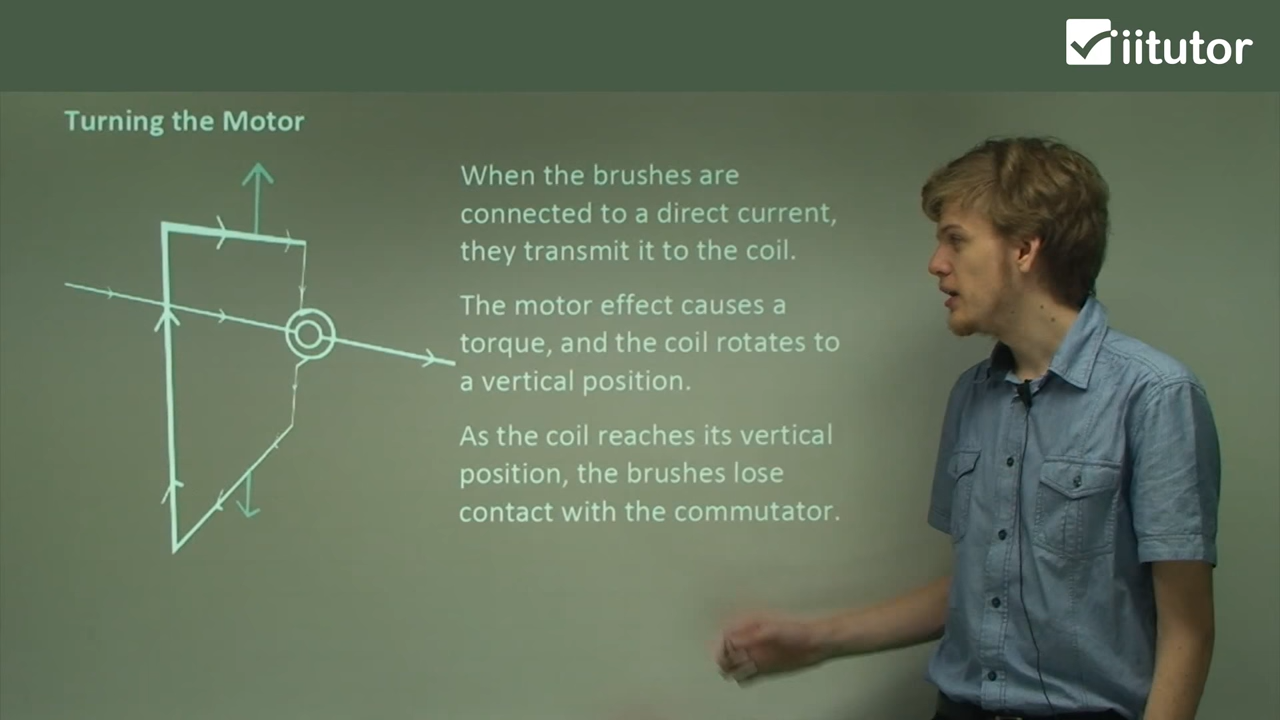 iitutor
Turning the Motor
When the brushes are
connected to a direct current,
they transmit it to the coil.
The motor effect causes a
torque, and the coil rotates to
a vertical position.
As the coil reaches its vertical
position, the brushes lose
contact with the commutator.